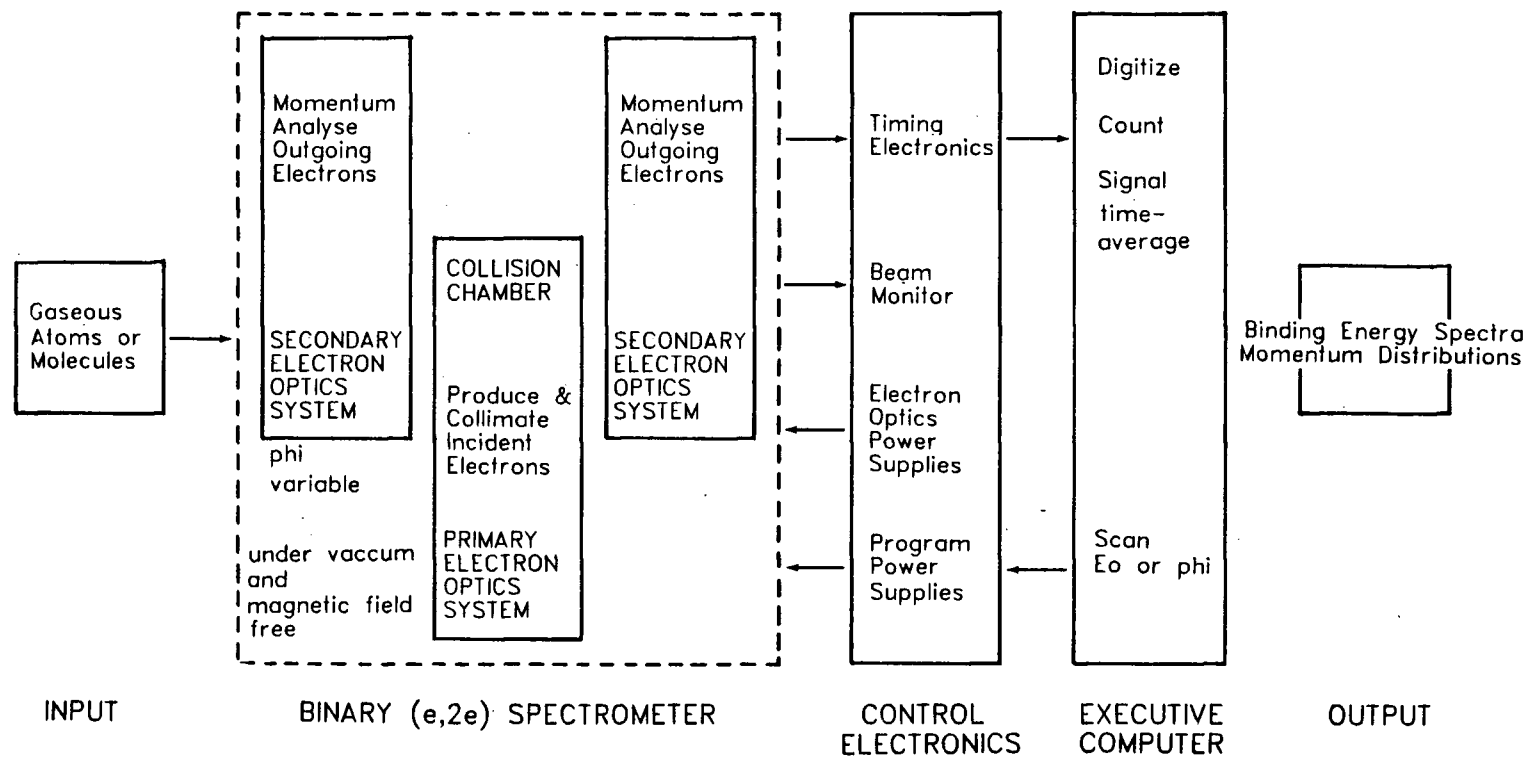 Gaseous
Atoms or
Molecules
Momentum
Analyse
Outgoing
Electrons
SECONDARY
ELECTRON
OPTICS
SYSTEM
phi
variable
under vaccum
and
magnetic field
free
COLLISION
CHAMBER
Produce &
Collimate
Incident
Electrons
PRIMARY
ELECTRON
OPTICS
SYSTEM
Momentum
Analyse
Outgoing
Electrons
SECONDARY
ELECTRON
OPTICS
SYSTEM
Timing
Electronics
Beam
Monitor
Electron
Optics
Power
Supplies
Program
Power
Supplies
Digitize
Count
Signal
time-
average
Scan
Eo or phi
Binding Energy Spectra
Momentum Distributions
INPUT
BINARY (e,2e) SPECTROMETER
CONTROL
ELECTRONICS
EXECUTIVE
COMPUTER
OUTPUT